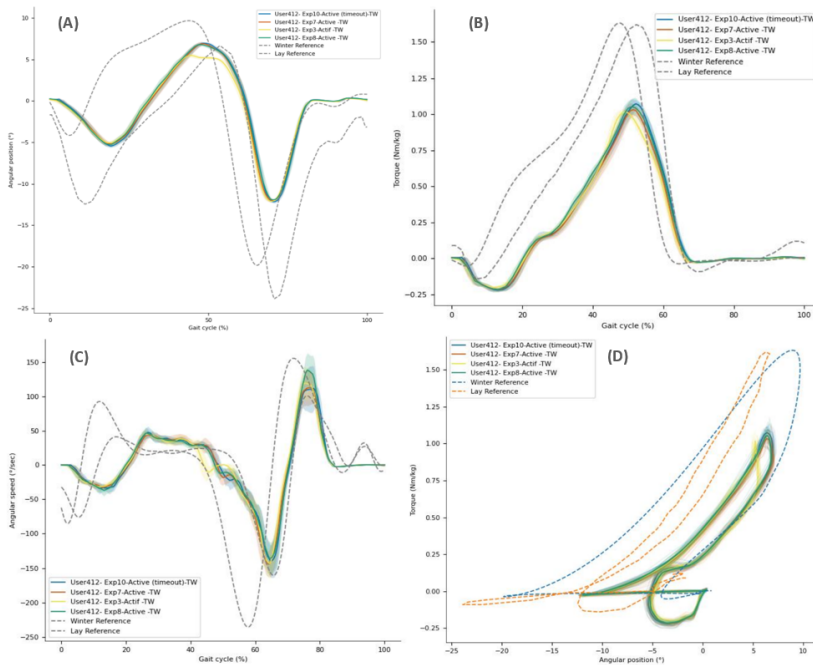 (A)
User412- Exp10-Active (timeout)-TW
User412- Exp7-Active -TW
User412- Exp3-Actif -TW
User412- Exp8-Active -TW
Winter Reference
Lay Reference
10
5
0
-5
-10
-15
-20
-25
Angular position (°)
0
50
100
Gait cycle (%)
(B)
User412- Exp10-Active (timeout)-TW
User412- Exp7-Active -TW
User412- Exp3-Actif -TW
User412- Exp8-Active -TW
Winter Reference
Lay Reference
1.50
1.25
1.00
0.75
0.50
0.25
0.00
-0.25
Torque (Nm/kg)
0
20
40
60
80
100
Gait cycle (%)
(C)
150
100
50
0
-50
-100
-150
-200
-250
Angular speed (°/sec)
User412- Exp10-Active (timeout)-TW
User412- Exp7-Active -TW
User412- Exp3-Actif -TW
User412- Exp8-Active -TW
Winter Reference
Lay Reference
0
20
40
60
80
100
Gait cycle (%)
(D)
User412- Exp10-Active (timeout)-TW
User412- Exp7-Active -TW
User412- Exp3-Actif -TW
User412- Exp8-Active -TW
Winter Reference
Lay Reference
1.50
1.25
1.00
0.75
0.50
0.25
0.00
-0.25
Torque (Nm/kg)
-25
-20
-15
-10
-5
0
5
10
Angular position (°)